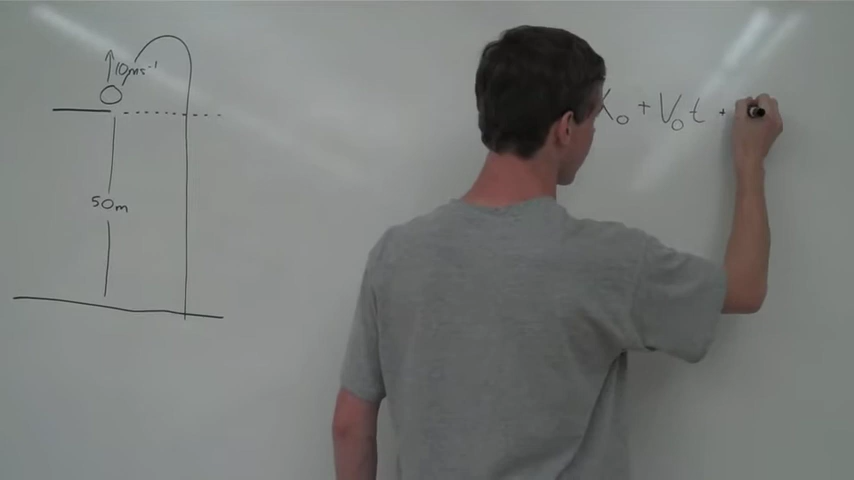 10ms⁻¹
50m
X₀ + V₀t +